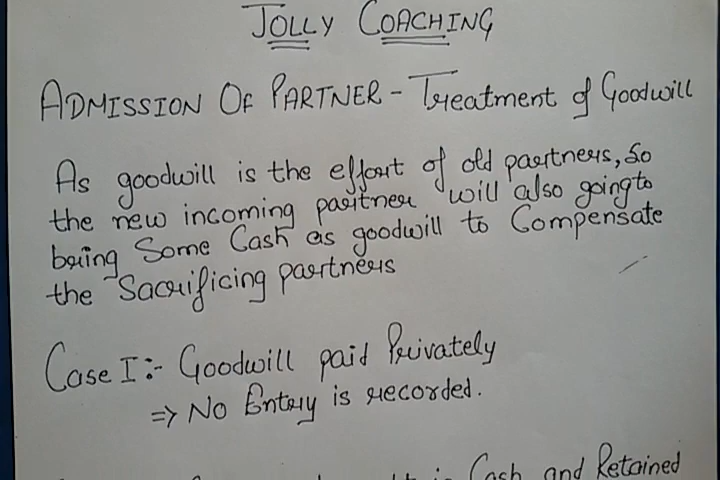 JOLLY COACHING
ADMISSION OF PARTNER - Treatment of Goodwill
As goodwill is the effort of old partners, So
the new incoming partner will also going to
bring Some Cash as goodwill to Compensate
the Sacrificing partners
Case I:- Goodwill paid Privately
=> No Entry is recorded.
in Cash and Retained